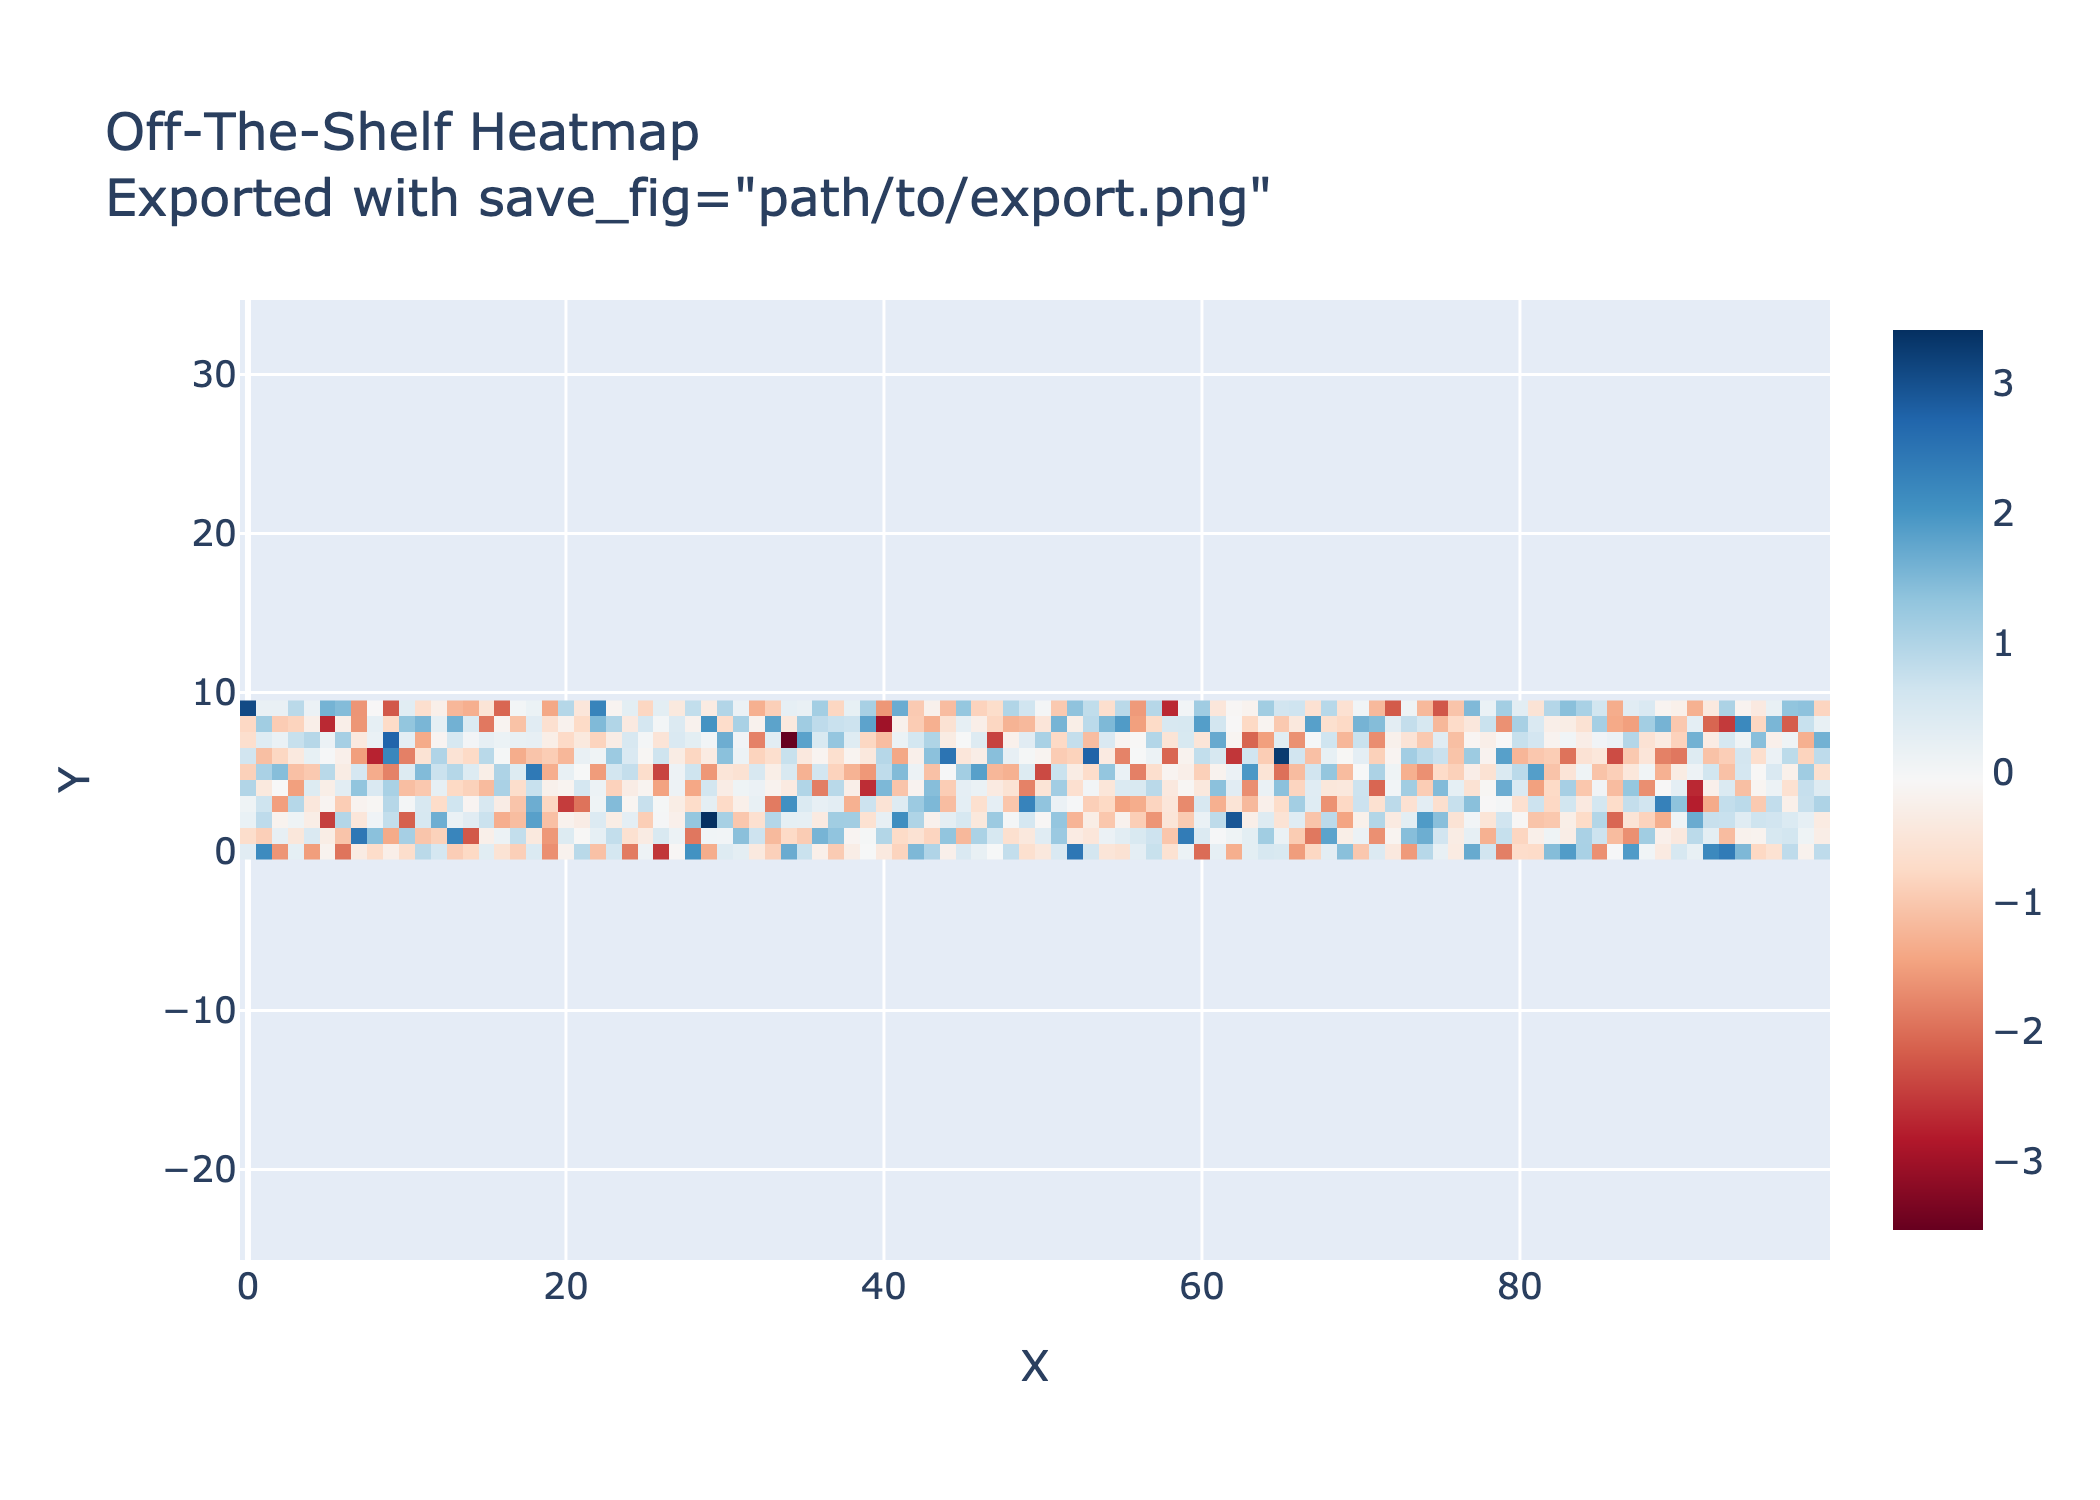 Off-The-Shelf Heatmap
Exported with save_fig="path/to/export.png"
30
20
10
0
−10
−20
Y
0 20 40 60 80
X
3
2
1
0
−1
−2
−3